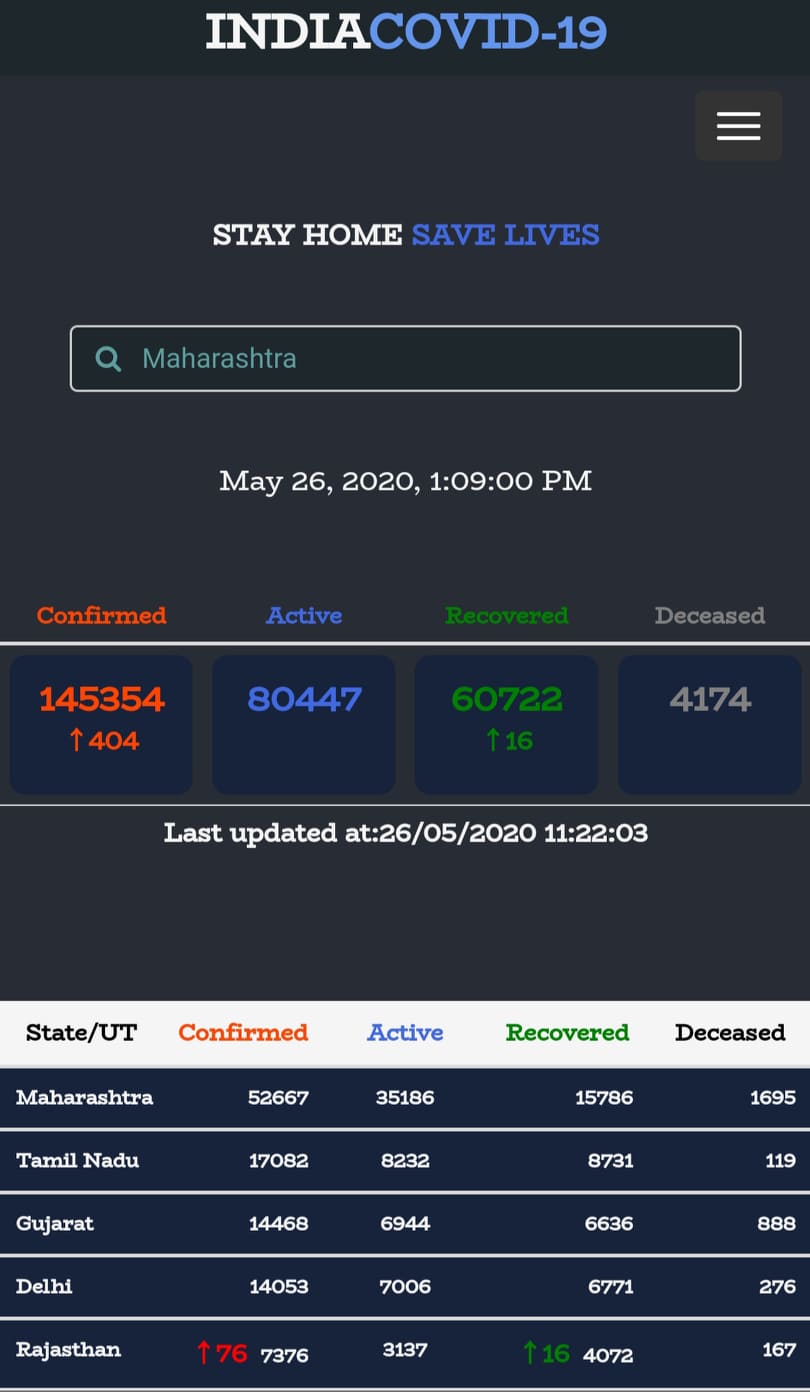 INDIACOVID-19
STAY HOME SAVE LIVES
Maharashtra
May 26, 2020, 1:09:00 PM
Confirmed Active Recovered Deceased
145354 80447 60722 4174
↑404 ↑16
Last updated at:26/05/2020 11:22:03
State/UT Confirmed Active Recovered Deceased
Maharashtra 52667 35186 15786 1695
Tamil Nadu 17082 8232 8731 119
Gujarat 14468 6944 6636 888
Delhi 14053 7006 6771 276
Rajasthan ↑76 7376 3137 ↑16 4072 167